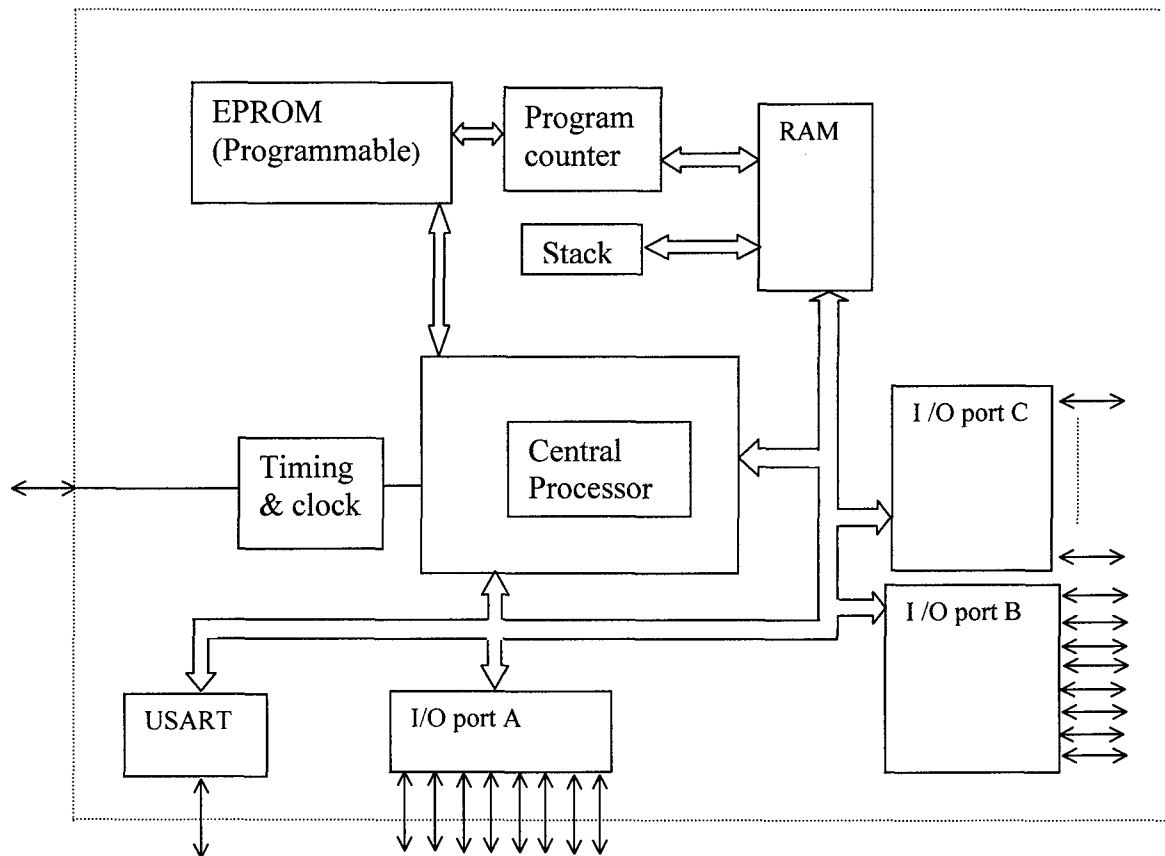 EPROM
(Programmable)
Program
counter
RAM
Stack
Central
Processor
I /O port C
Timing
& clock
I /O port B
USART
I/O port A